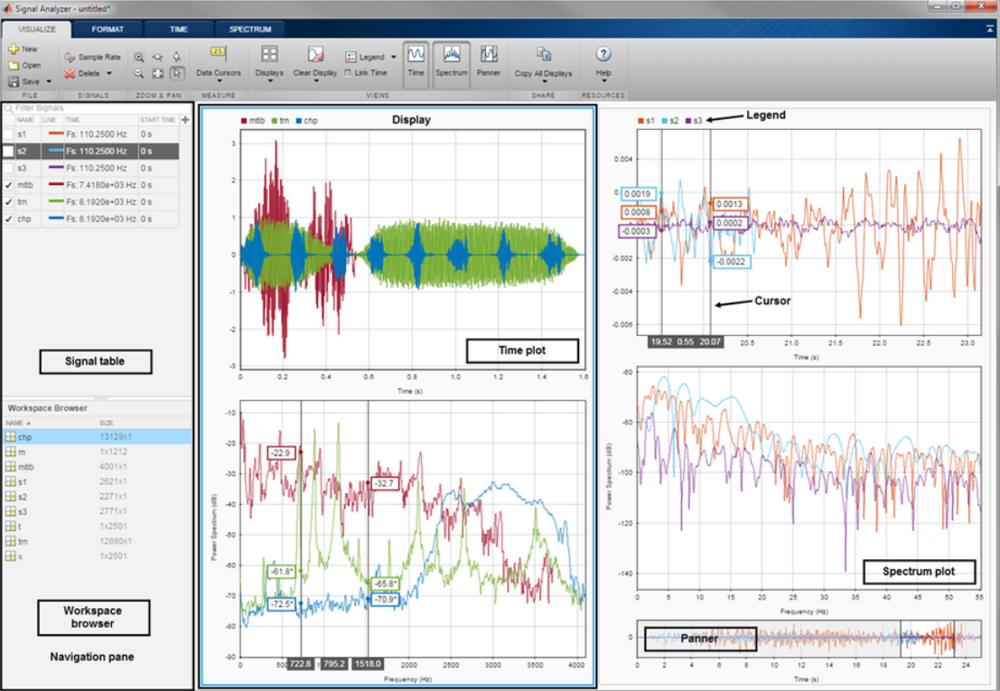 Signal Analyzer - untitled*
VISUALIZE FORMAT TIME SPECTRUM
New
Open
Save
Sample Rate
Delete
Data Cursors
Displays
Clear Display
Legend
Link Time
Time
Spectrum
Panner
Copy All Displays
Help
FILE SIGNALS ZOOM & PAN MEASURE VIEWS SHARE RESOURCES
Filter Signals
NAME LINE TIME START TIME
s1 Fs: 110.2500 Hz 0 s
s2 Fs: 110.2500 Hz 0 s
s3 Fs: 110.2500 Hz 0 s
mtlb Fs: 7.4180e+03 Hz 0 s
trn Fs: 8.1920e+03 Hz 0 s
chp Fs: 8.1920e+03 Hz 0 s
Signal table
Workspace Browser
NAME SIZE
chp 13129x1
m 1x1212
mtlb 4001x1
s1 2621x1
s2 2271x1
s3 2771x1
t 1x2501
trn 12880x1
x 1x2501
Workspace
browser
Navigation pane
mtlb trn chp
Display
3
2
1
0
-1
-2
-3
Time plot
0 0.2 0.4 0.6 0.8 1.0 1.2 1.4 1.6
Time (s)
-10
-20
-30
-40
-50
-60
-70
-80
-90
Power Spectrum (dB)
-22.9
-32.7
-61.8*
-65.8*
-72.5*
-70.9*
0 722.8 795.2 1518.0 2000 2500 3000 3500 4000
Frequency (Hz)
s1 s2 s3
Legend
0.004
-0.002
-0.004
-0.006
0.0019
0.0008
-0.0003
0.0013
0.0002
-0.0022
Cursor
19.52 0.55 20.07 20.5 21.0 21.5 22.0 22.5 23.0
Time (s)
-60
-80
-100
-120
-140
Power Spectrum (dB)
Spectrum plot
0 5 10 15 20 25 30 35 40 45 50 55
Frequency (Hz)
0
Panner
0 2 4 6 8 10 12 14 16 18 20 22 24
Time (s)